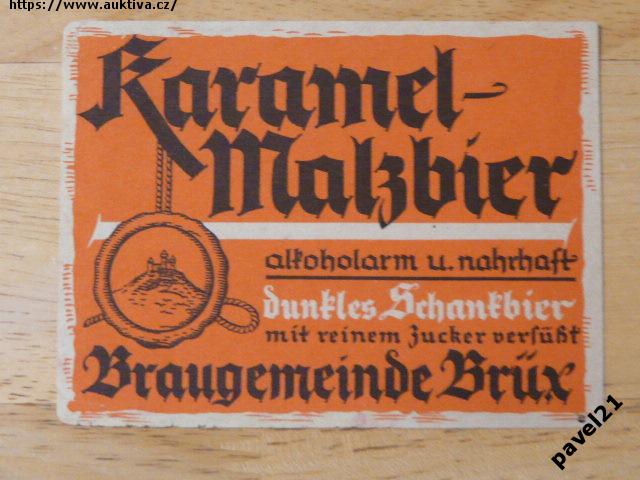 https://www.auktiva.cz/
Karamel-
Malzbier
alkoholarm u. nahrhaft
dunkles Schankbier
mit reinem Zucker versüßt
Braugemeinde Brüx
pavel21